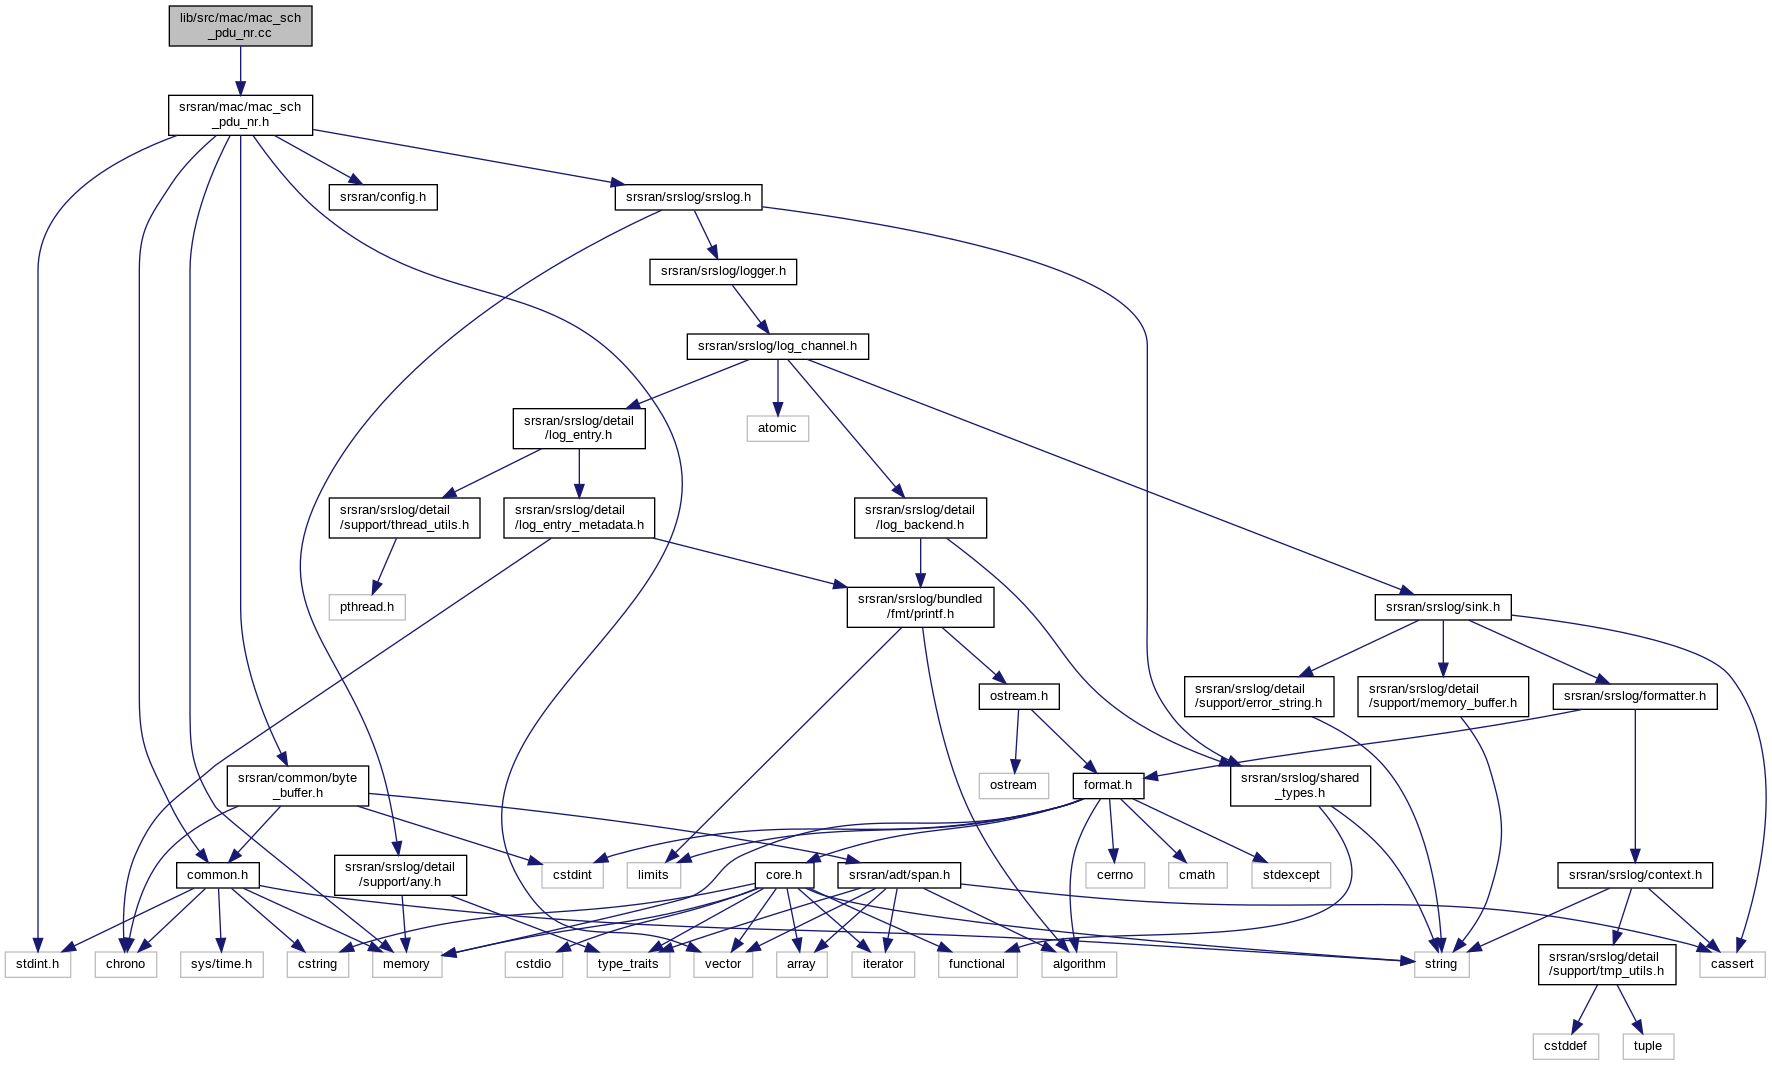 lib/src/mac/mac_sch
_pdu_nr.cc
srsran/mac/mac_sch
_pdu_nr.h
srsran/config.h
srsran/srslog/srslog.h
srsran/srslog/logger.h
srsran/srslog/log_channel.h
srsran/srslog/detail
/log_entry.h
atomic
srsran/srslog/detail
/support/thread_utils.h
srsran/srslog/detail
/log_entry_metadata.h
srsran/srslog/detail
/log_backend.h
pthread.h
srsran/srslog/bundled
/fmt/printf.h
srsran/srslog/sink.h
ostream.h
srsran/srslog/detail
/support/error_string.h
srsran/srslog/detail
/support/memory_buffer.h
srsran/srslog/formatter.h
srsran/common/byte
_buffer.h
ostream
format.h
srsran/srslog/shared
_types.h
common.h
srsran/srslog/detail
/support/any.h
cstdint
limits
core.h
srsran/adt/span.h
cerrno
cmath
stdexcept
srsran/srslog/context.h
stdint.h
chrono
sys/time.h
cstring
memory
cstdio
type_traits
vector
array
iterator
functional
algorithm
string
srsran/srslog/detail
/support/tmp_utils.h
cassert
cstddef
tuple